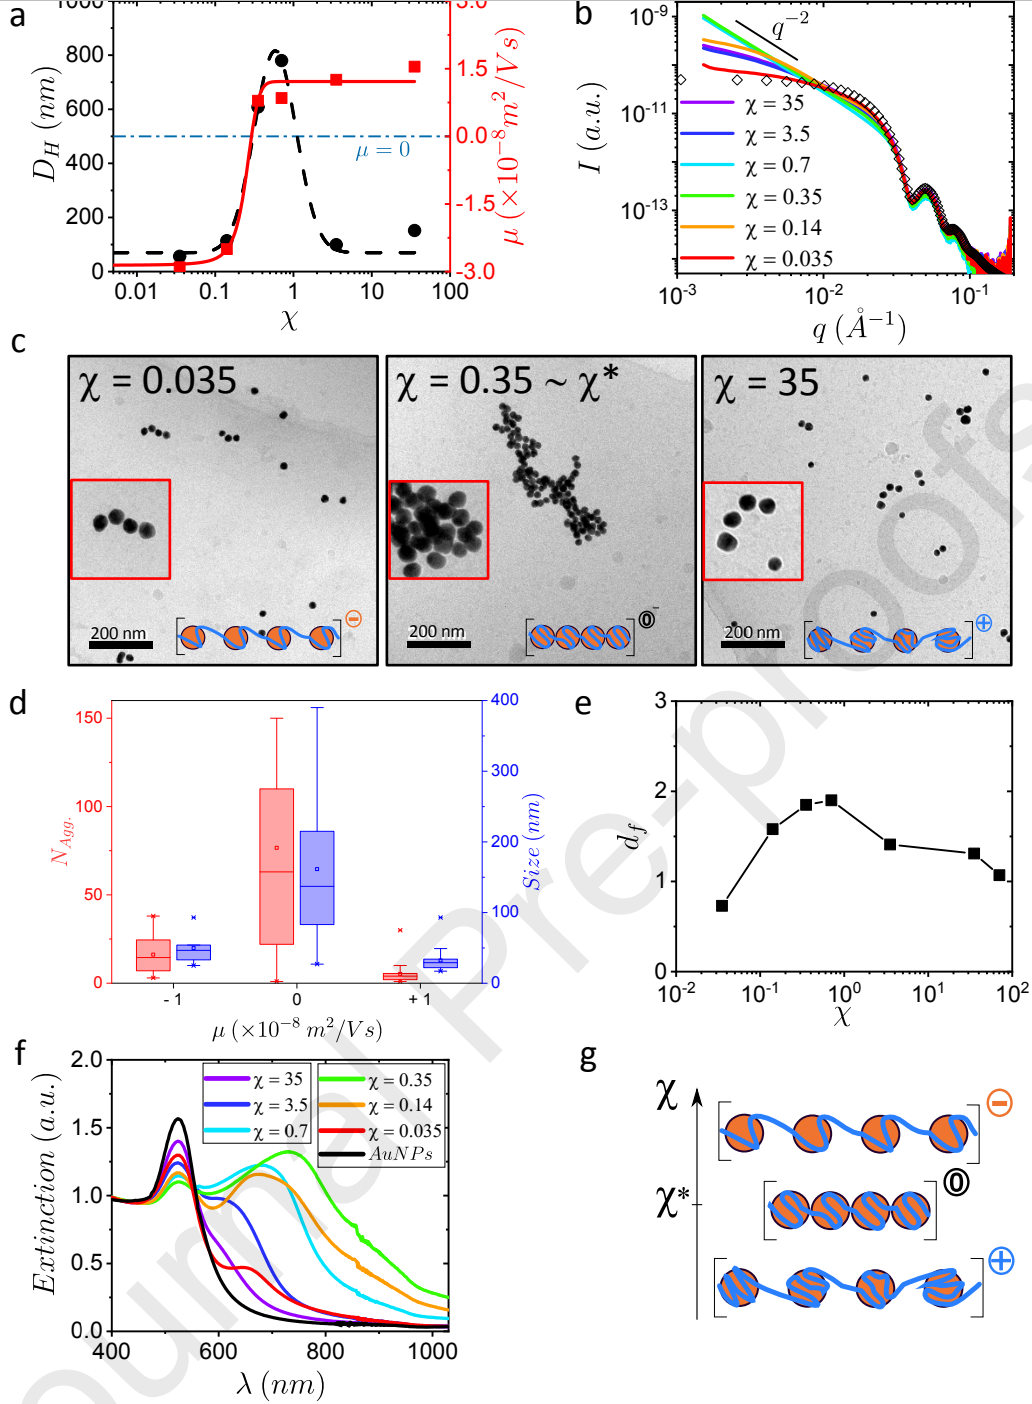 a
D_H (nm)
1000
800
600
400
200
0
0.01
0.1
1
10
100
χ
3.0
1.5
0.0
-1.5
-3.0
μ (×10⁻⁸m²/Vs)
μ = 0
b
I (a.u.)
10⁻⁹
10⁻¹¹
10⁻¹³
q⁻²
χ = 35
χ = 3.5
χ = 0.7
χ = 0.35
χ = 0.14
χ = 0.035
10⁻³
10⁻²
10⁻¹
q (Å⁻¹)
c
χ = 0.035
200 nm
−
χ = 0.35 ~ χ*
200 nm
0
χ = 35
200 nm
+
d
N_Agg.
150
100
50
0
400
300
200
100
0
Size (nm)
- 1
0
+ 1
μ (×10⁻⁸ m²/Vs)
e
d_f
3
2
1
0
10⁻²
10⁻¹
10⁰
10¹
10²
χ
f
Extinction (a.u.)
2.0
1.5
1.0
0.5
0.0
χ = 35
χ = 3.5
χ = 0.7
χ = 0.35
χ = 0.14
χ = 0.035
AuNPs
400
600
800
1000
λ (nm)
g
χ
χ*
−
0
+
Journal Pre-proofs